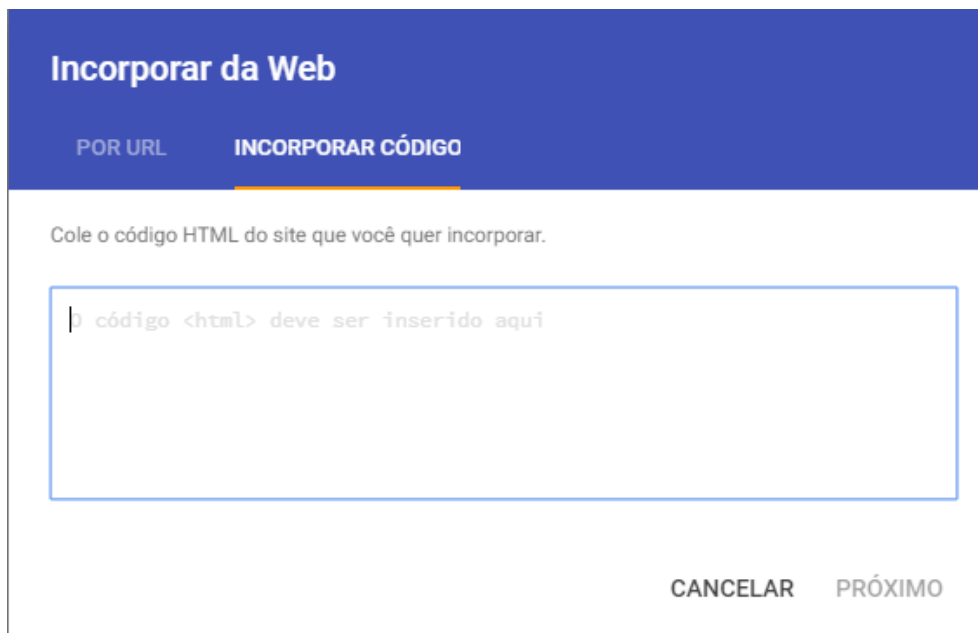 Incorporar da Web
POR URL INCORPORAR CÓDIGO
Cole o código HTML do site que você quer incorporar.
O código <html> deve ser inserido aqui
CANCELAR PRÓXIMO